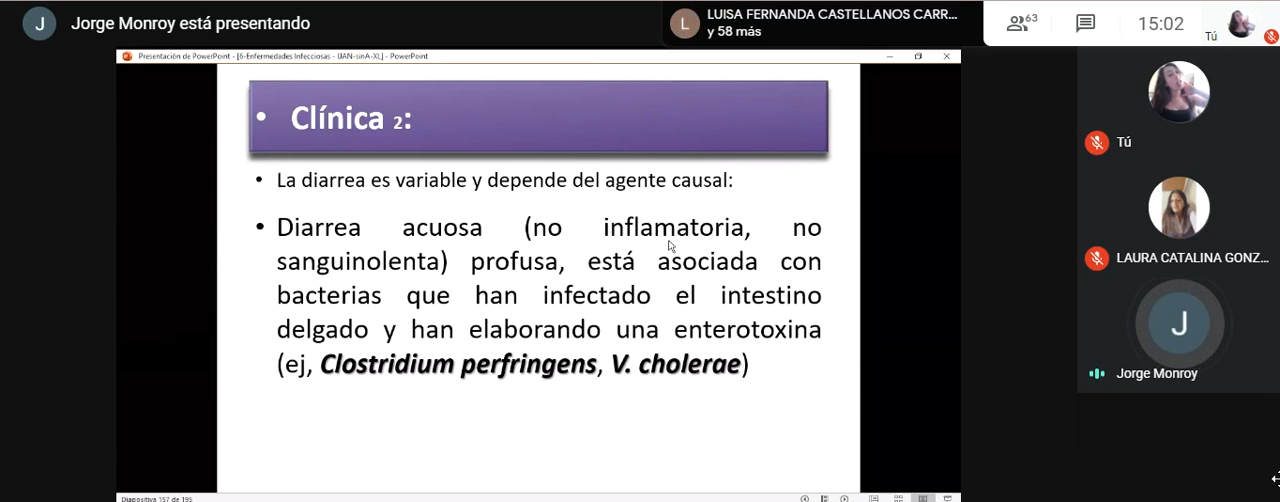 J
Jorge Monroy está presentando
L
LUISA FERNANDA CASTELLANOS CARR...
y 58 más
63
15:02
Tú
Presentación de PowerPoint - [6-Enfermedades Infecciosas - UAN-sinA-XL] - PowerPoint
• Clínica 2:
• La diarrea es variable y depende del agente causal:
• Diarrea acuosa (no inflamatoria, no
sanguinolenta) profusa, está asociada con
bacterias que han infectado el intestino
delgado y han elaborando una enterotoxina
(ej, Clostridium perfringens, V. cholerae)
Diapositiva 157 de 195
Tú
LAURA CATALINA GONZ...
J
Jorge Monroy